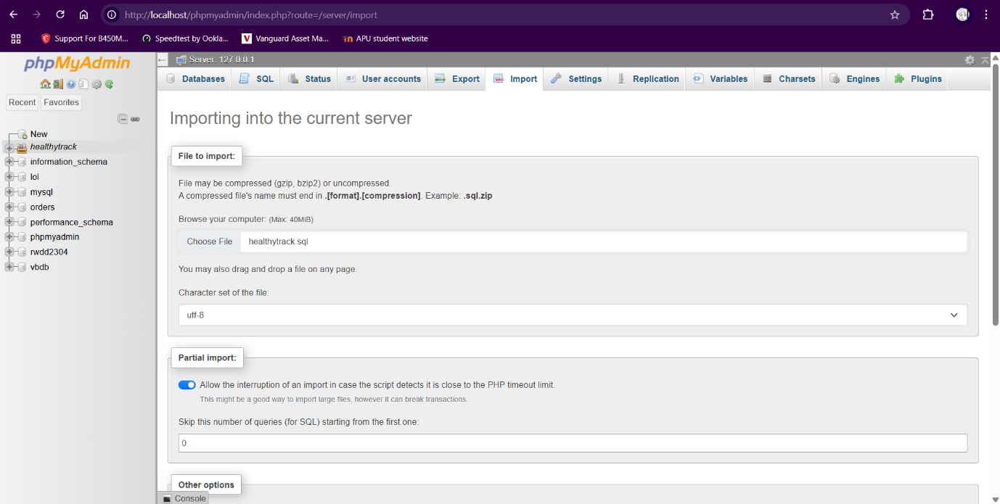 http://localhost/phpmyadmin/index.php?route=/server/import
Support For B450M...
Speedtest by Ookla...
Vanguard Asset Ma...
APU student website
phpMyAdmin
Recent
Favorites
New
healthytrack
information_schema
lol
mysql
orders
performance_schema
phpmyadmin
rwdd2304
vbdb
Server: 127.0.0.1
Databases
SQL
Status
User accounts
Export
Import
Settings
Replication
Variables
Charsets
Engines
Plugins
Importing into the current server
File to import:
File may be compressed (gzip, bzip2) or uncompressed.
A compressed file's name must end in .[format].[compression]. Example: .sql.zip
Browse your computer: (Max: 40MiB)
Choose File healthytrack.sql
You may also drag and drop a file on any page.
Character set of the file:
utf-8
Partial import:
Allow the interruption of an import in case the script detects it is close to the PHP timeout limit.
This might be a good way to import large files, however it can break transactions.
Skip this number of queries (for SQL) starting from the first one:
0
Other options
Console